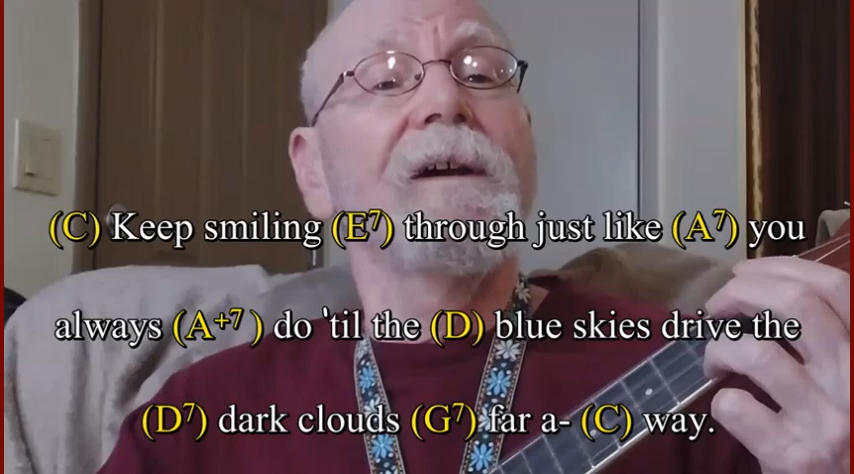 (C) Keep smiling (E⁷) through just like (A⁷) you
always (A⁺⁷ ) do 'til the (D) blue skies drive the
(D⁷) dark clouds (G⁷) far a- (C) way.